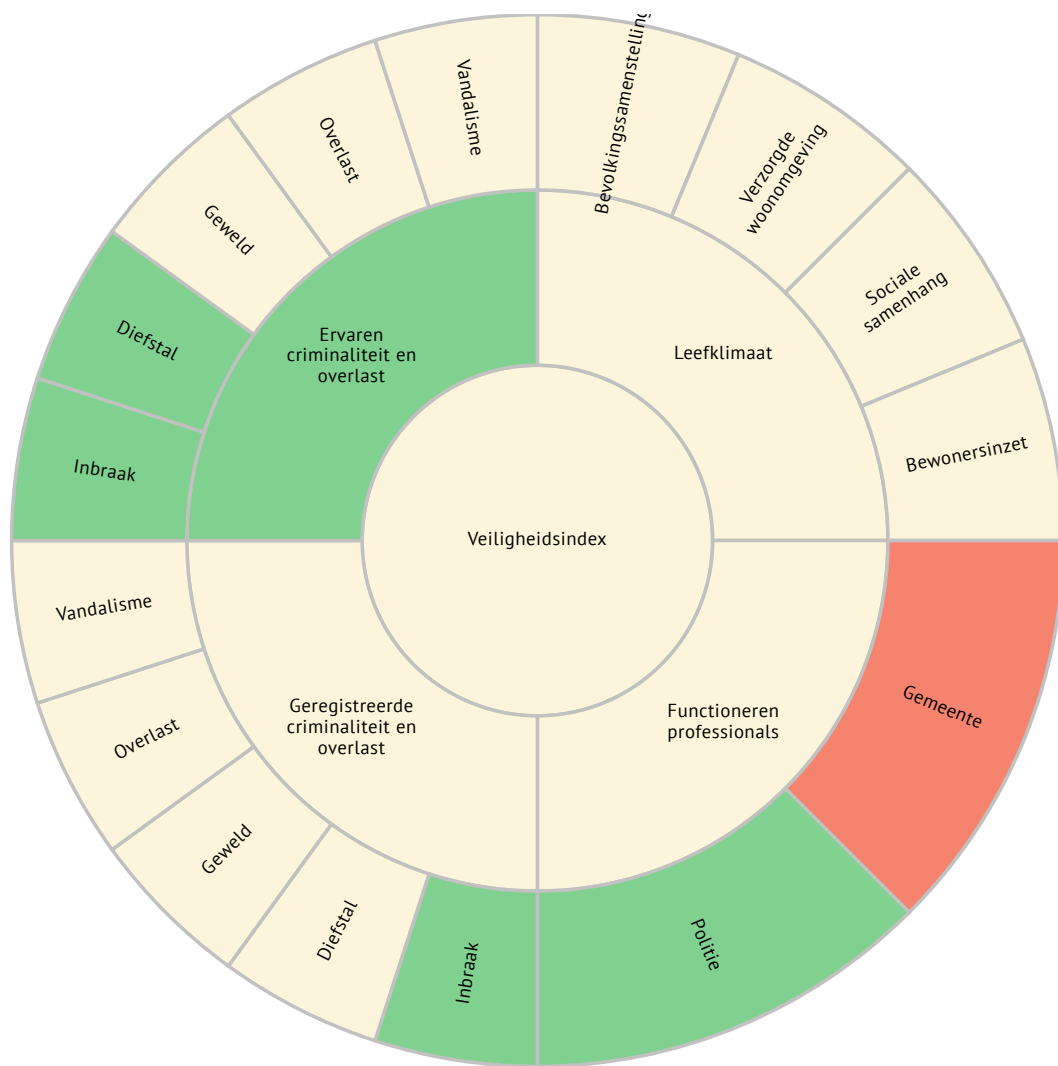 Vandalisme
Bevolkingssamenstelling
Overlast
Verzorgde
woonomgeving
Geweld
Sociale
samenhang
Diefstal
Ervaren
criminaliteit en
overlast
Leefklimaat
Inbraak
Bewonersinzet
Veiligheidsindex
Vandalisme
Geregistreerde
criminaliteit en
overlast
Functioneren
professionals
Gemeente
Overlast
Geweld
Diefstal
Inbraak
Politie